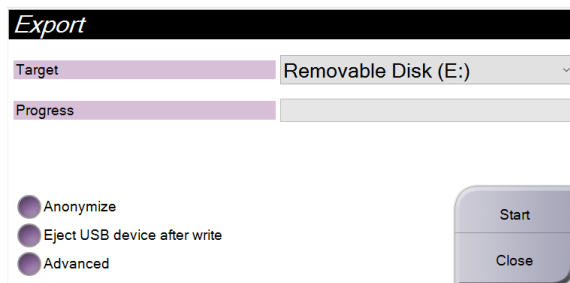 Export
Target
Removable Disk (E:)
Progress
Anonymize
Eject USB device after write
Advanced
Start
Close